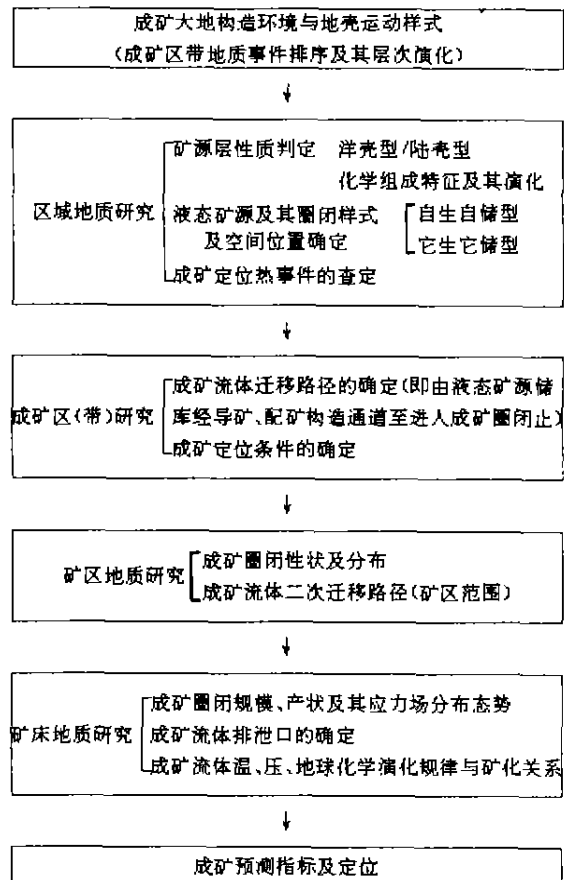 成矿大地构造环境与地壳运动样式
(成矿区带地质事件排序及其层次演化)
矿源层性质判定 洋壳型/陆壳型
化学组成特征及其演化
区域地质研究
液态矿源及其圈闭样式
及空间位置确定
自生自储型
它生它储型
成矿定位热事件的查定
成矿区(带)研究
成矿流体迁移路径的确定(即由液态矿源储
库经导矿、配矿构造通道至进人成矿圈闭止)
成矿定位条件的确定
矿区地质研究
成矿圈闭性状及分布
成矿流体二次迁移路径(矿区范围)
矿床地质研究
成矿圈闭规模、产状及其应力场分布态势
成矿流体排泄口的确定
成矿流体温、压、地球化学演化规律与矿化关系
成矿预测指标及定位